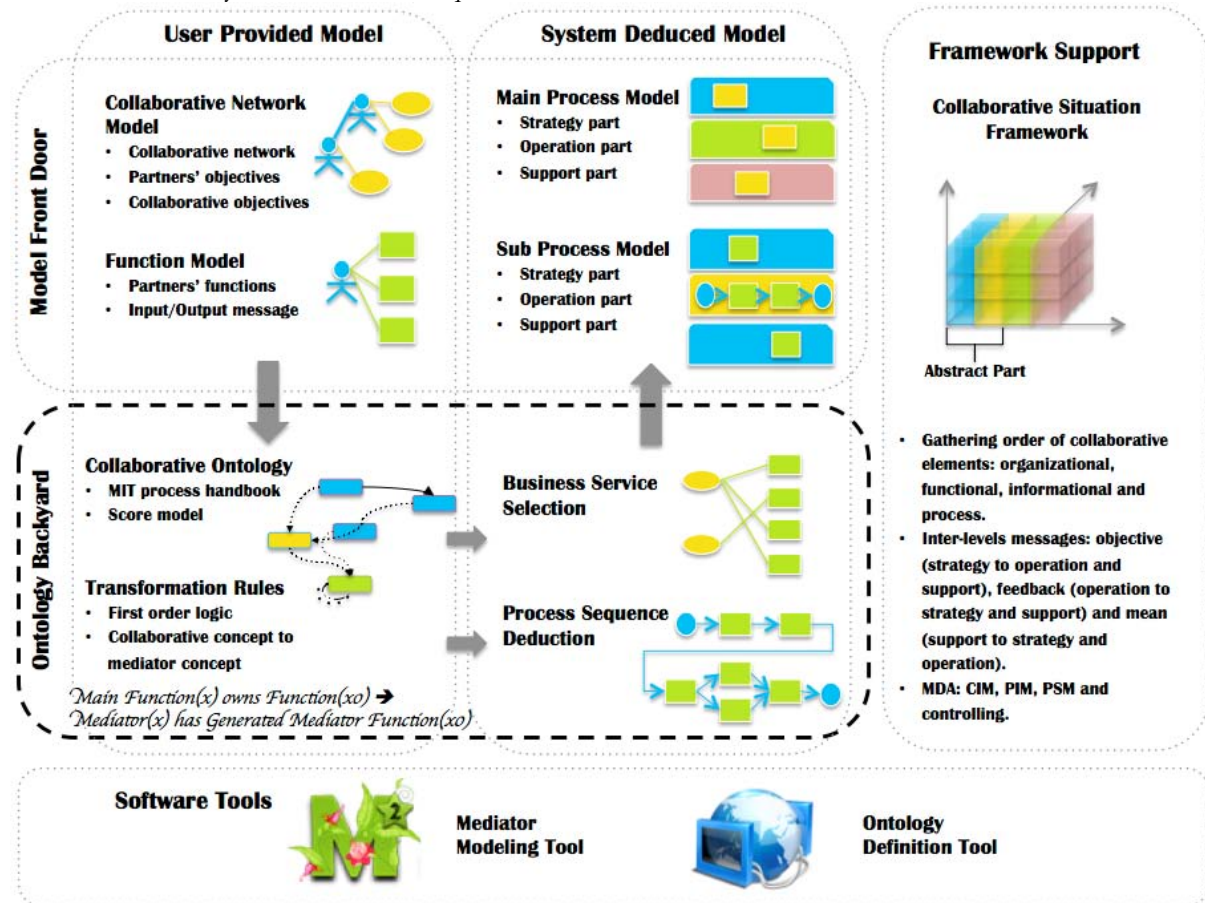 User Provided Model
System Deduced Model
Model Front Door
Collaborative Network
Model
• Collaborative network
• Partners' objectives
• Collaborative objectives
Function Model
• Partners' functions
• Input/Output message
Main Process Model
• Strategy part
• Operation part
• Support part
Sub Process Model
• Strategy part
• Operation part
• Support part
Ontology Backyard
Collaborative Ontology
• MIT process handbook
• Score model
Transformation Rules
• First order logic
• Collaborative concept to
mediator concept
Main Function(x) owns Function(xo) ➔
Mediator(x) has Generated Mediator Function(xo)
Business Service
Selection
Process Sequence
Deduction
Framework Support
Collaborative Situation
Framework
Abstract Part
• Gathering order of collaborative
elements: organizational,
functional, informational and
process.
• Inter-levels messages: objective
(strategy to operation and
support), feedback (operation to
strategy and support) and mean
(support to strategy and
operation).
• MDA: CIM, PIM, PSM and
controlling.
Software Tools
M 2
Mediator
Modeling Tool
Ontology
Definition Tool